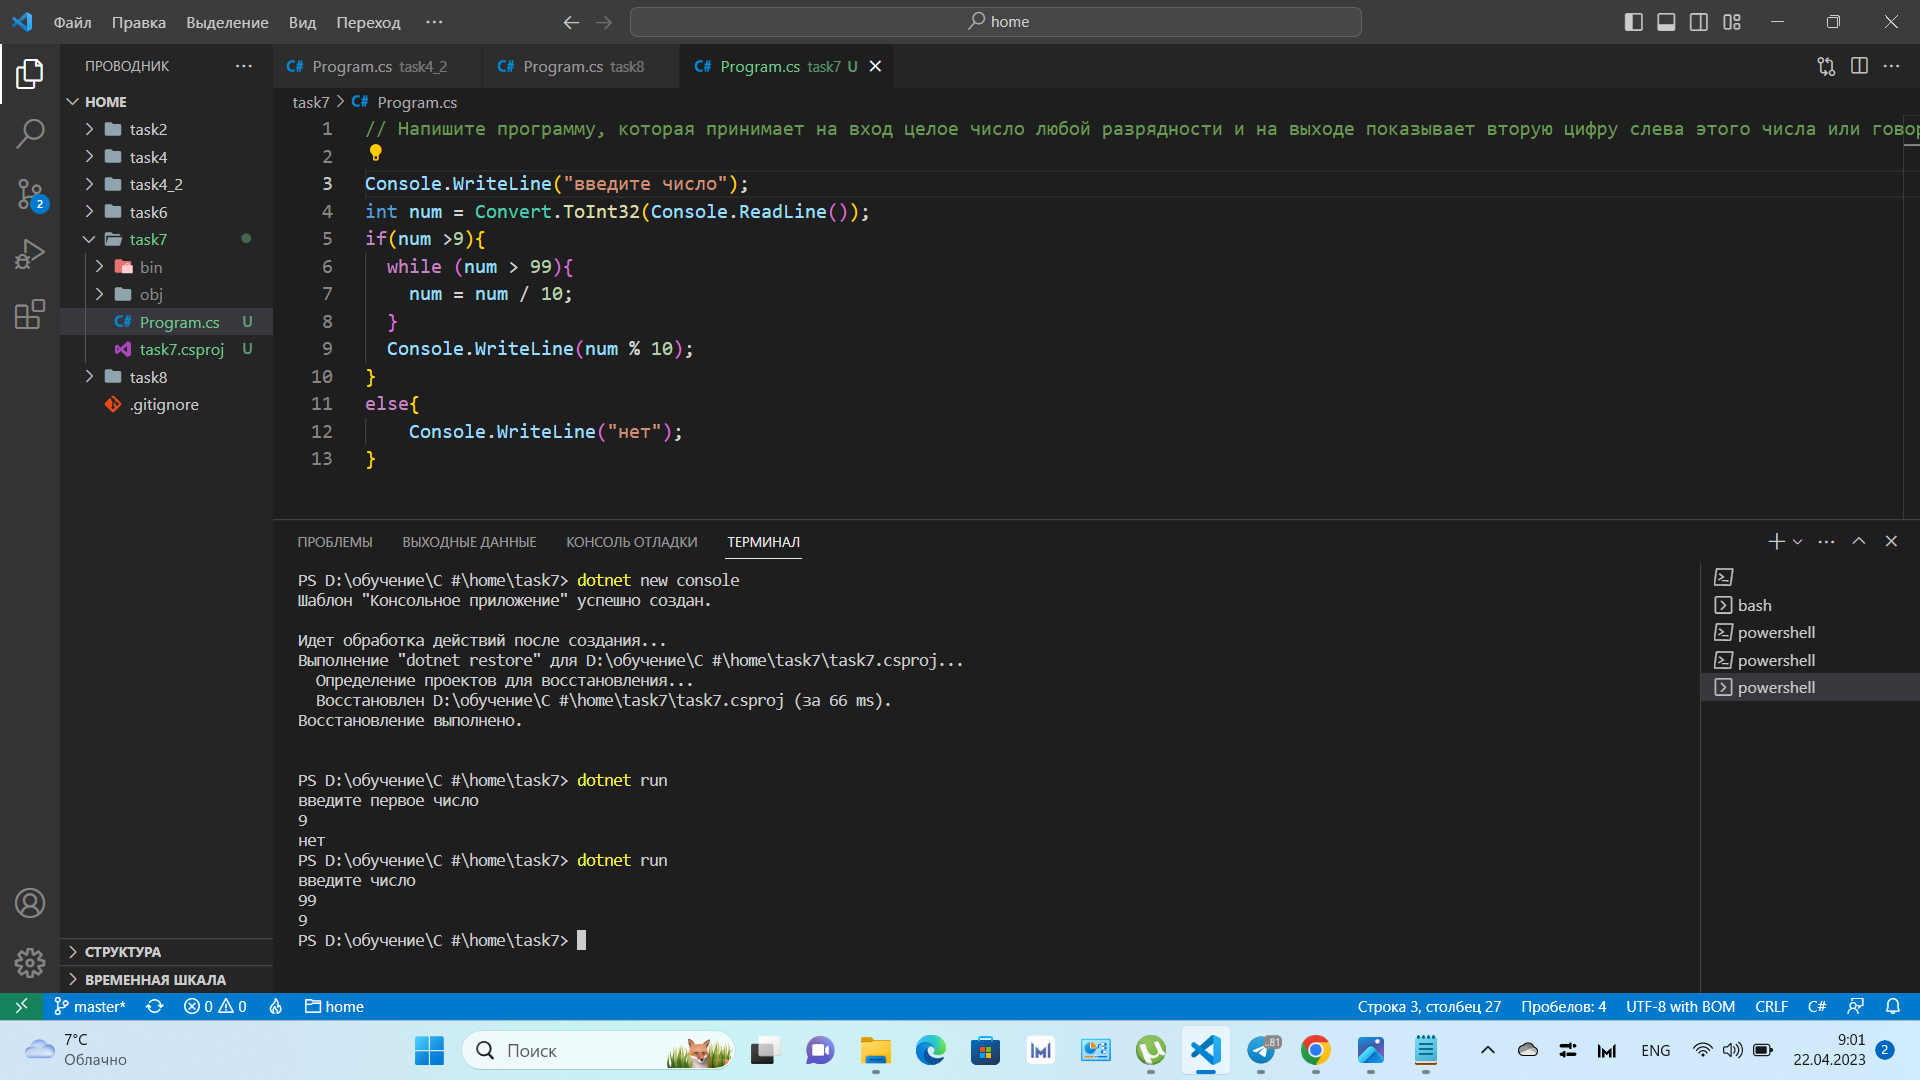 Файл Правка Выделение Вид Переход ··· home
ПРОВОДНИК
Program.cs task4_2 Program.cs task8 Program.cs task7 U
HOME
task2
task4
task4_2
task6
task7
bin
obj
Program.cs U
task7.csproj U
task8
.gitignore
task7 > Program.cs
1 // Напишите программу, которая принимает на вход целое число любой разрядности и на выходе показывает вторую цифру слева этого числа или говор
2
3 Console.WriteLine("введите число");
4 int num = Convert.ToInt32(Console.ReadLine());
5 if(num >9){
6 while (num > 99){
7 num = num / 10;
8 }
9 Console.WriteLine(num % 10);
10 }
11 else{
12 Console.WriteLine("нет");
13 }
ПРОБЛЕМЫ ВЫХОДНЫЕ ДАННЫЕ КОНСОЛЬ ОТЛАДКИ ТЕРМИНАЛ
PS D:\обучение\C #\home\task7> dotnet new console
Шаблон "Консольное приложение" успешно создан.
Идет обработка действий после создания...
Выполнение "dotnet restore" для D:\обучение\C #\home\task7\task7.csproj...
Определение проектов для восстановления...
Восстановлен D:\обучение\C #\home\task7\task7.csproj (за 66 ms).
Восстановление выполнено.
PS D:\обучение\C #\home\task7> dotnet run
введите первое число
9
нет
PS D:\обучение\C #\home\task7> dotnet run
введите число
99
9
PS D:\обучение\C #\home\task7>
bash
powershell
powershell
powershell
СТРУКТУРА
ВРЕМЕННАЯ ШКАЛА
master* 0 0 home Строка 3, столбец 27 Пробелов: 4 UTF-8 with BOM CRLF C#
7°C
Облачно
Поиск
81
ENG
9:01
22.04.2023
2
2